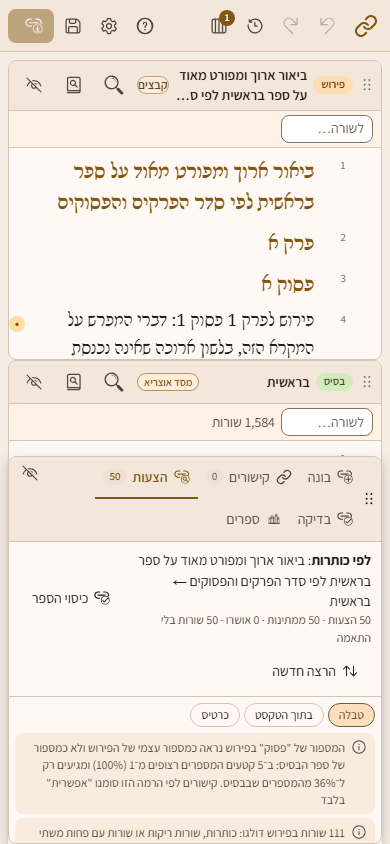 1
פירוש
ביאור ארוך ומפורט מאוד
על ספר בראשית לפי ס...
קבצים
לשורה...
1
ביאור ארוך ומפורט מאוד על ספר
בראשית לפי סדר הפרקים והפסוקים
2
פרק א
3
פסוק א
4
פירוש לפרק 1 פסוק 1: דברי המפרש על
המקרא הזה, בלשון ארוכה שאינה נכנסת
בסיס
בראשית
מסד אוצריא
לשורה...
1,584 שורות
בונה
קישורים 0
הצעות 50
בדיקה
ספרים
לפי כותרות: ביאור ארוך ומפורט מאוד על ספר
בראשית לפי סדר הפרקים והפסוקים ←
בראשית
50 הצעות · 50 ממתינות · 0 אושרו · 50 שורות בלי
התאמה
כיסוי הספר
הרצה חדשה
טבלה
בתוך הטקסט
כרטיס
המספור של "פסוק" בפירוש נראה כמספור עצמי של הפירוש ולא כמספור
של ספר הבסיס: ב־5 קטעים המספרים רצופים מ־1 (100%) ומגיעים רק
ל־36% מהמספרים שבבסיס. קישורים לפי הרמה הזו סומנו "אפשרית"
בלבד
111 שורות בפירוש דולגו: כותרות, שורות ריקות או שורות עם פחות משתי